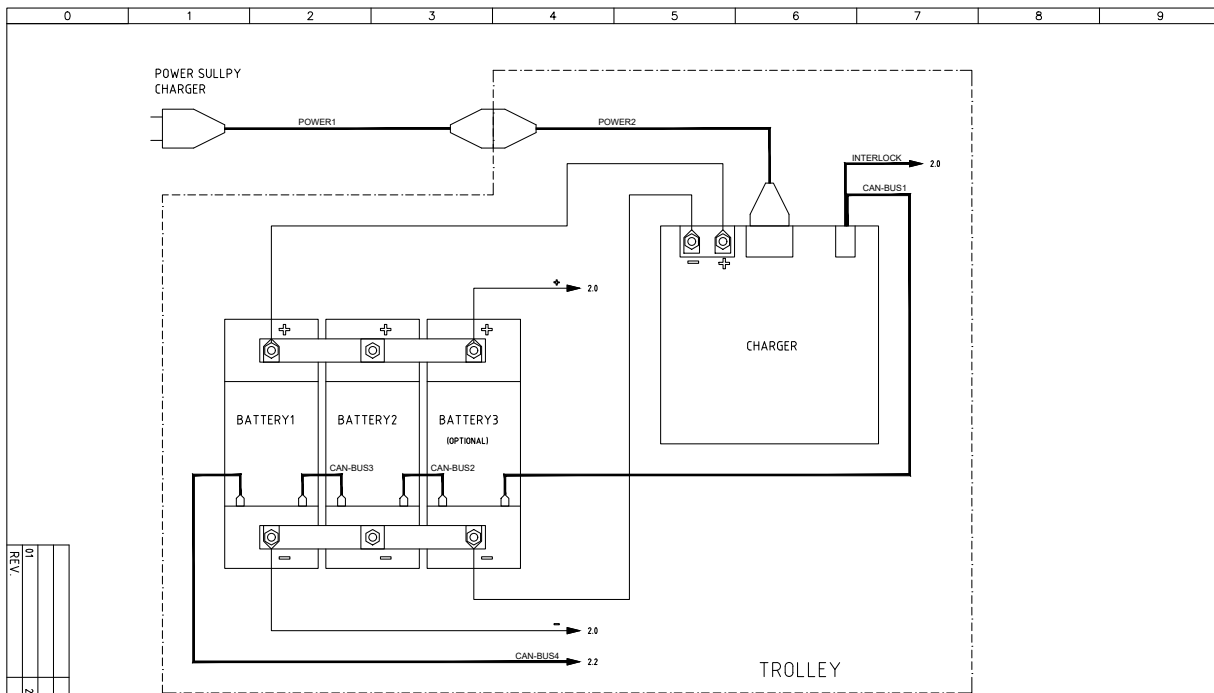 0 1 2 3 4 5 6 7 8 9
POWER SULLPY
CHARGER
POWER1
POWER2
INTERLOCK
2.0
CAN-BUS1
+
2.0
- +
+ + +
CHARGER
BATTERY1
BATTERY2
BATTERY3
(OPTIONAL)
CAN-BUS3
CAN-BUS2
- - -
-
2.0
CAN-BUS4
2.2
TROLLEY
01
REV.